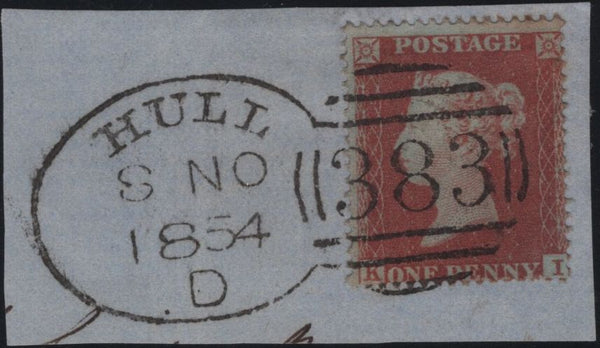 HULL
S NO
1854
D
POSTAGE
383
K ONE PENNY I